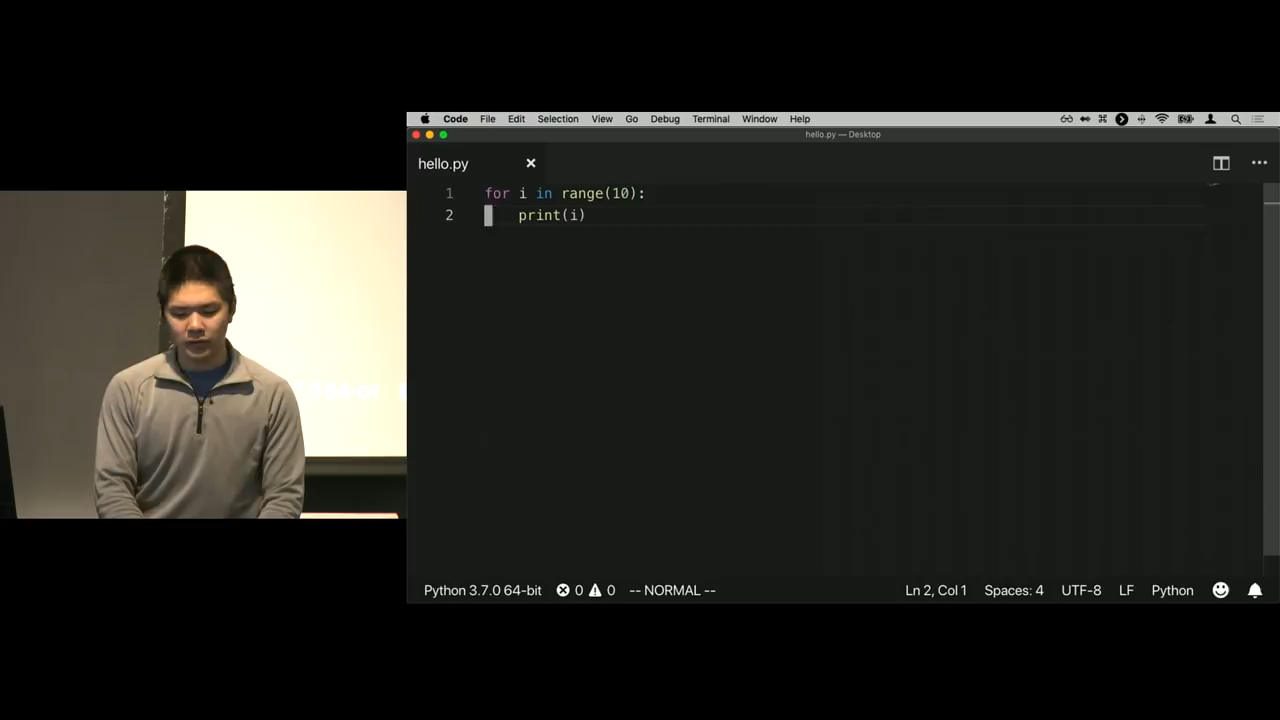 Code File Edit Selection View Go Debug Terminal Window Help
hello.py — Desktop
hello.py
1 for i in range(10):
2     print(i)
Python 3.7.0 64-bit 0 0 -- NORMAL -- Ln 2, Col 1 Spaces: 4 UTF-8 LF Python